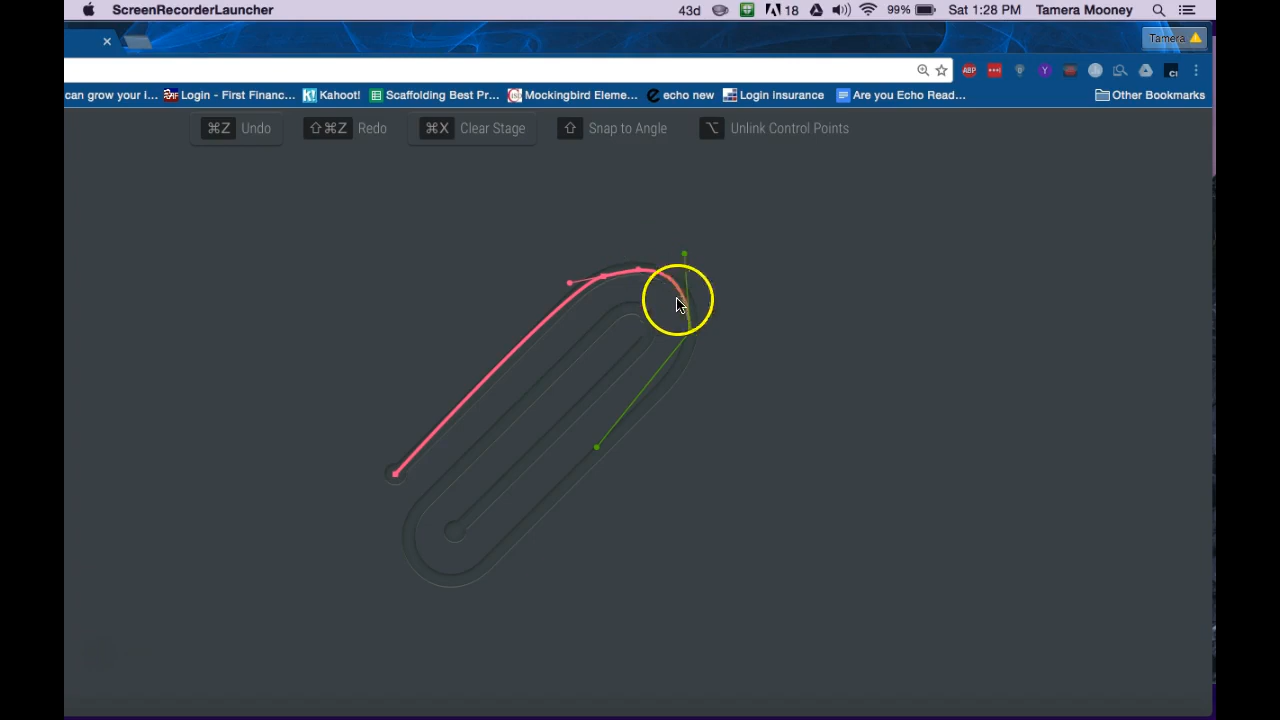 ScreenRecorderLauncher 43d 18 99% Sat 1:28 PM Tamera Mooney
Tamera
ABP Y CI
can grow your i... Login - First Financ... K Kahoot! Scaffolding Best Pr... Mockingbird Eleme... echo new Login insurance Are you Echo Read... Other Bookmarks
⌘Z Undo ⇧⌘Z Redo ⌘X Clear Stage ⇧ Snap to Angle ⌥ Unlink Control Points